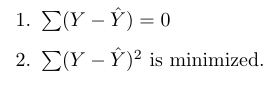 1. ∑(Y − Ŷ) = 0
2. ∑(Y − Ŷ)² is minimized.